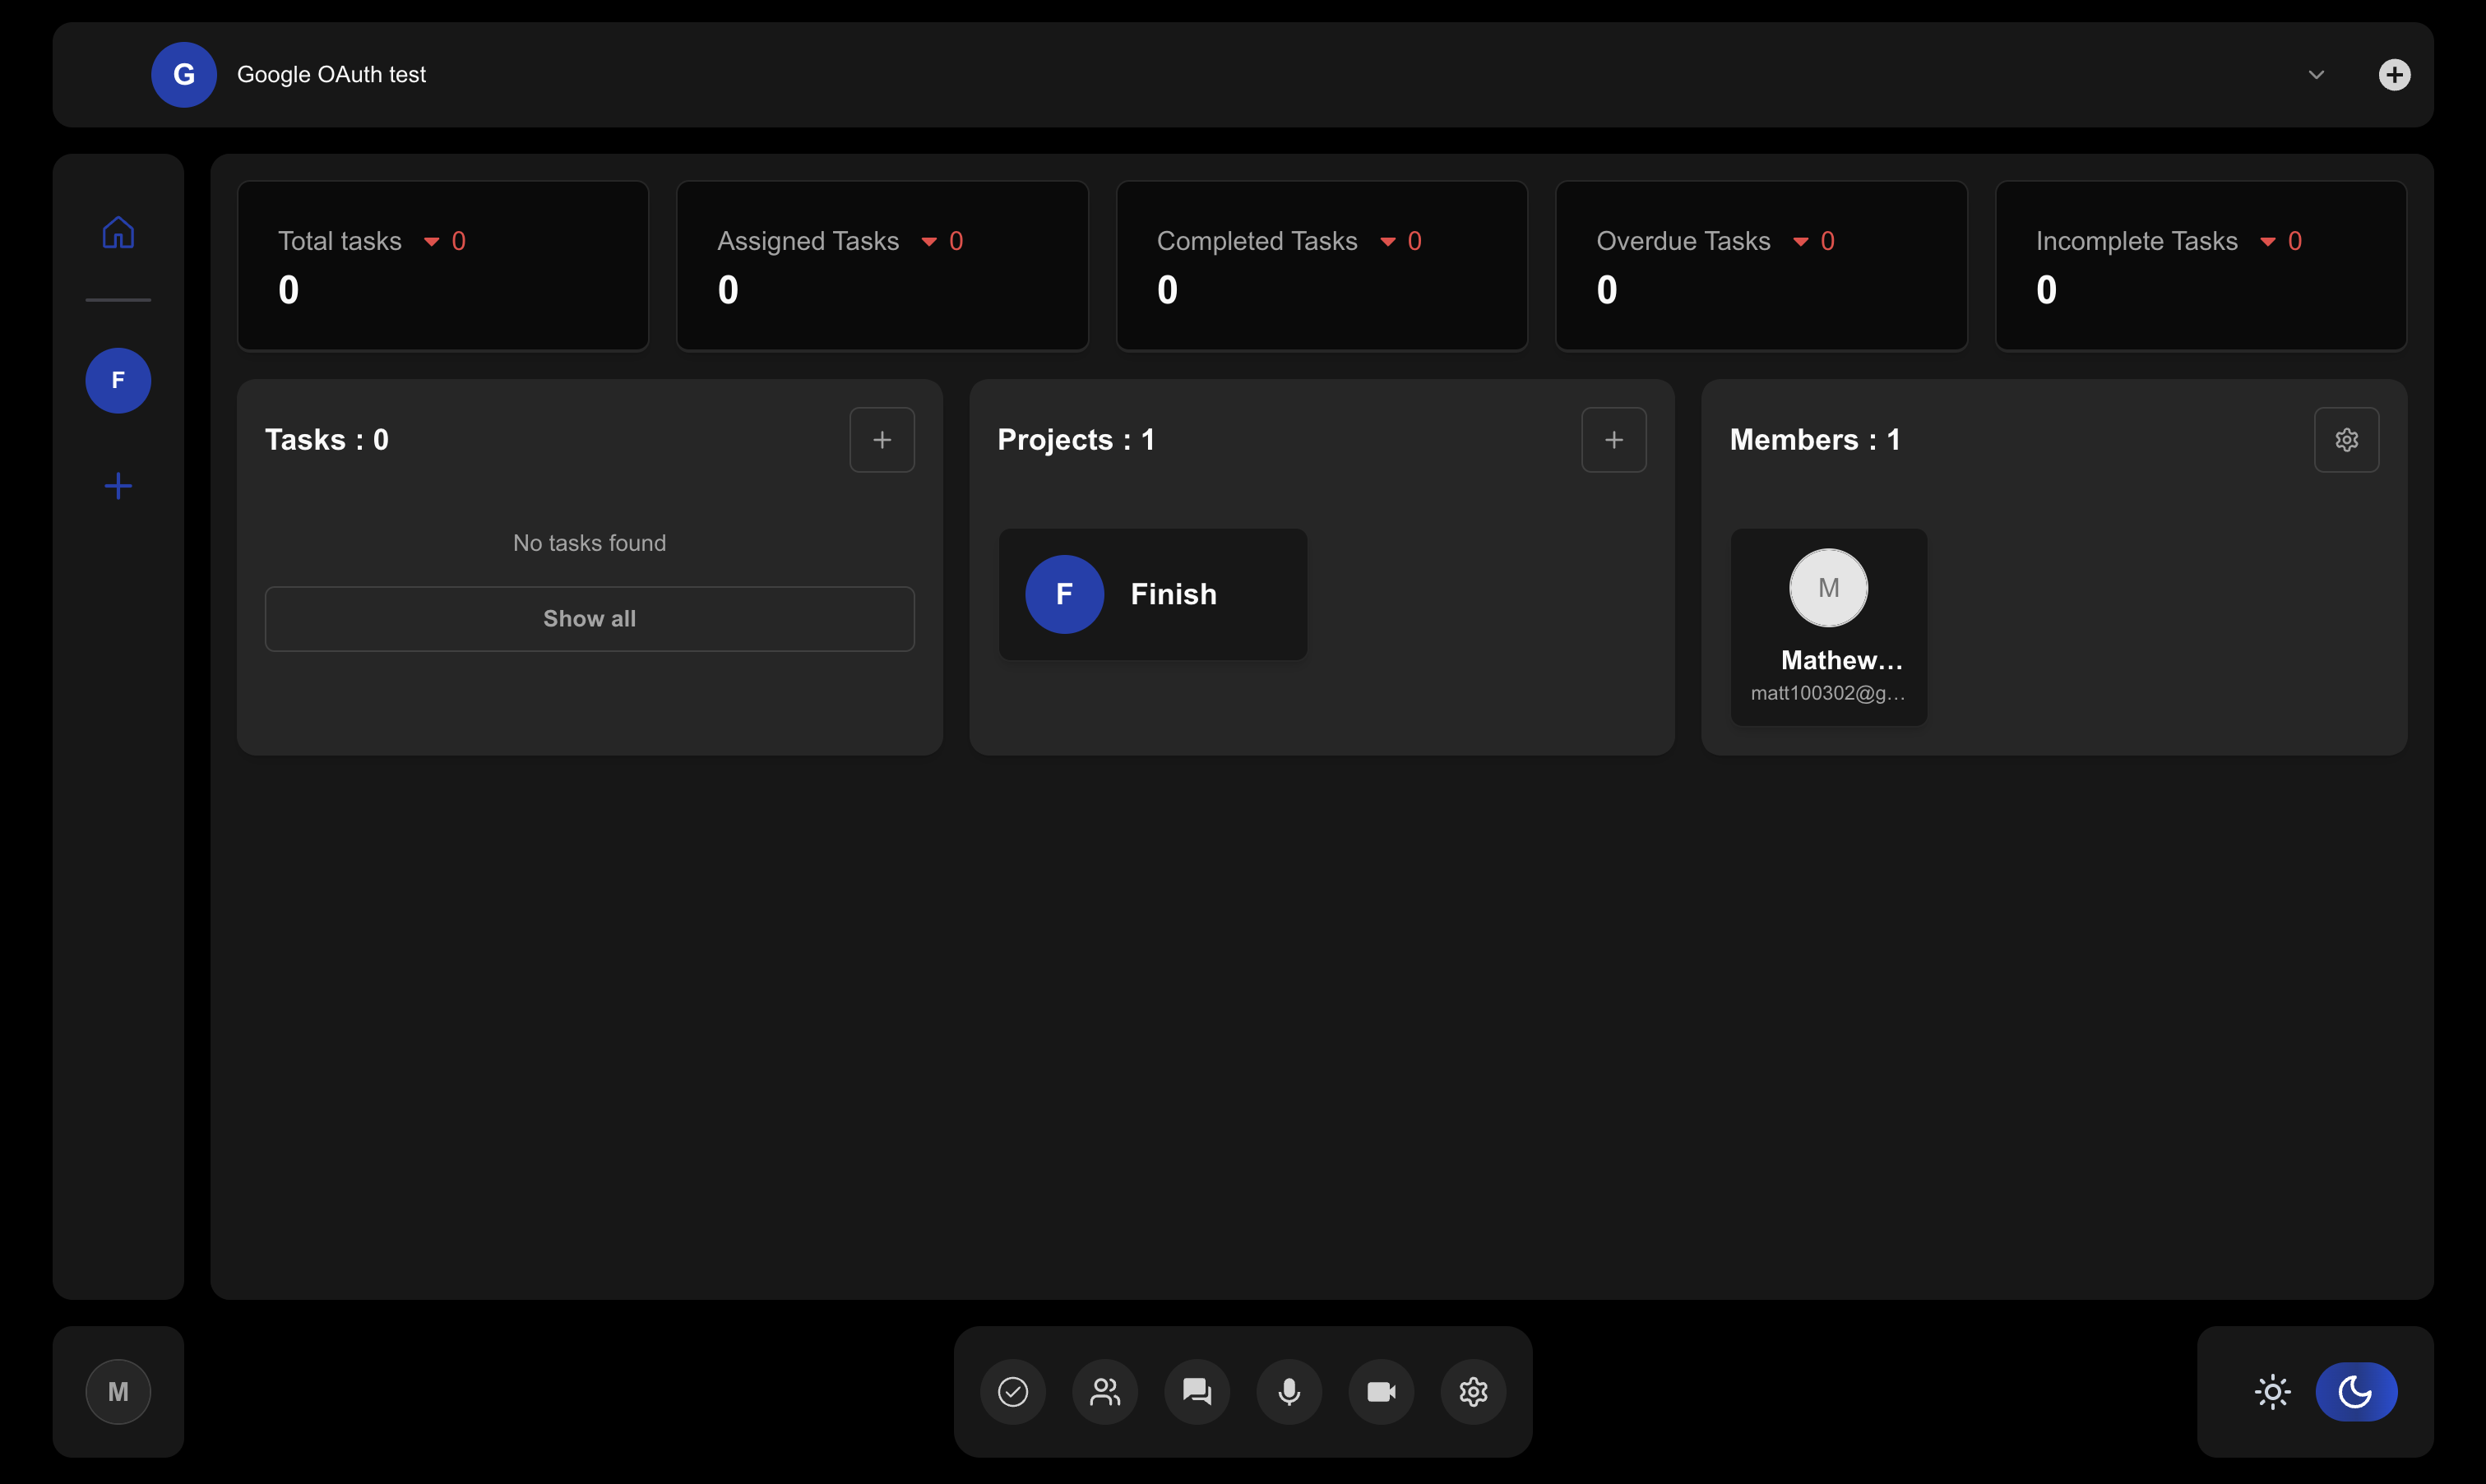 G Google OAuth test
Total tasks 0
0
Assigned Tasks 0
0
Completed Tasks 0
0
Overdue Tasks 0
0
Incomplete Tasks 0
0
F
Tasks : 0
No tasks found
Show all
Projects : 1
F Finish
Members : 1
M
Mathew…
matt100302@g…
M